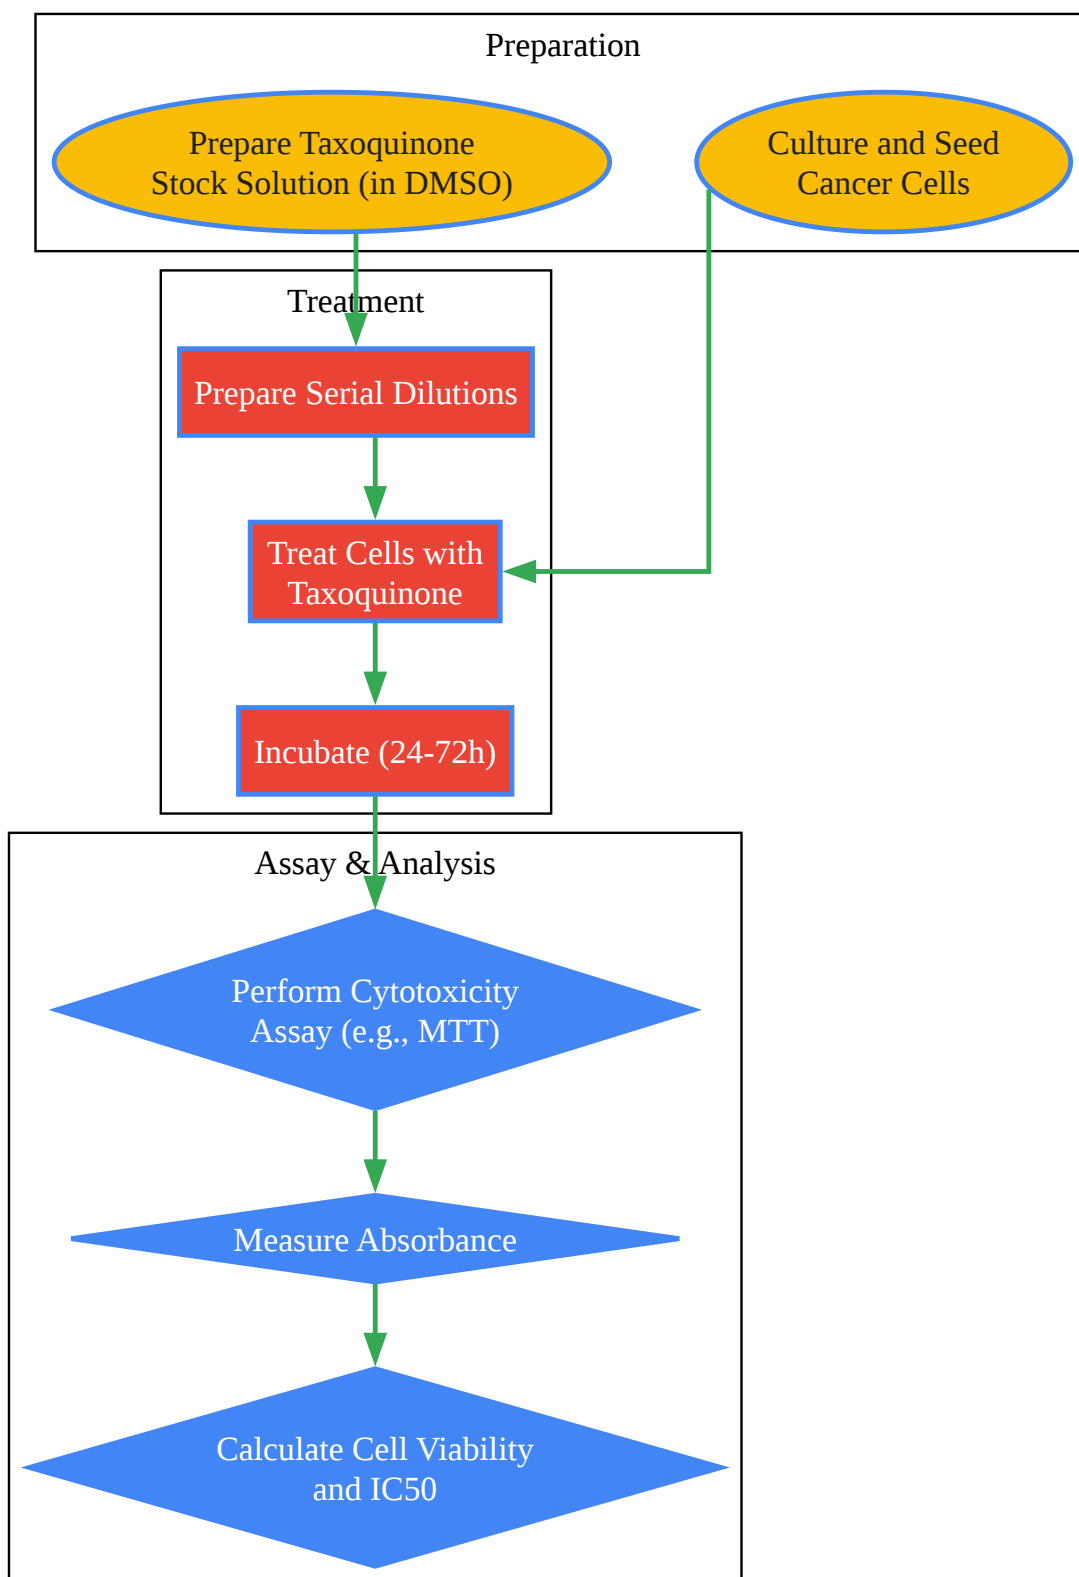 Preparation
Prepare Taxoquinone
Stock Solution (in DMSO)
Culture and Seed
Cancer Cells
Treatment
Prepare Serial Dilutions
Treat Cells with
Taxoquinone
Incubate (24-72h)
Assay & Analysis
Perform Cytotoxicity
Assay (e.g., MTT)
Measure Absorbance
Calculate Cell Viability
and IC50